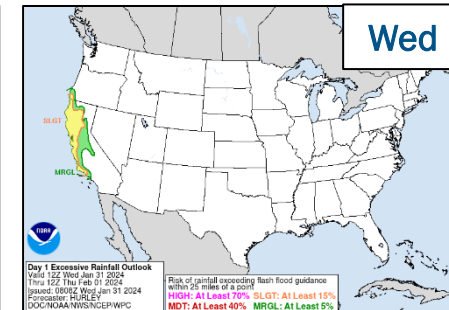 Wed
SLGT
MRGL
NOAA
Day 1 Excessive Rainfall Outlook
Valid 12Z Wed Jan 31 2024
Thru 12Z Thu Feb 01 2024
Issued: 0808Z Wed Jan 31 2024
Forecaster: HURLEY
DOC/NOAA/NWS/NCEP/WPC
Risk of rainfall exceeding flash flood guidance
within 25 miles of a point
HIGH: At Least 70% SLGT: At Least 15%
MDT: At Least 40% MRGL: At Least 5%